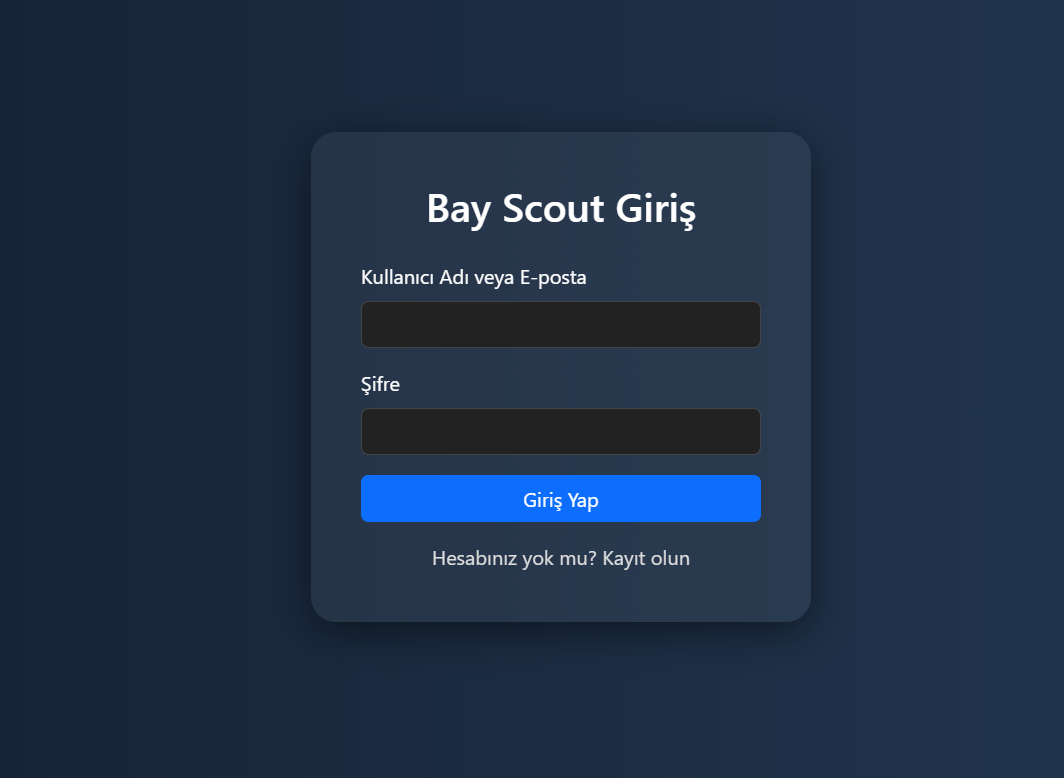 Bay Scout Giriş
Kullanıcı Adı veya E-posta
Şifre
Giriş Yap
Hesabınız yok mu? Kayıt olun